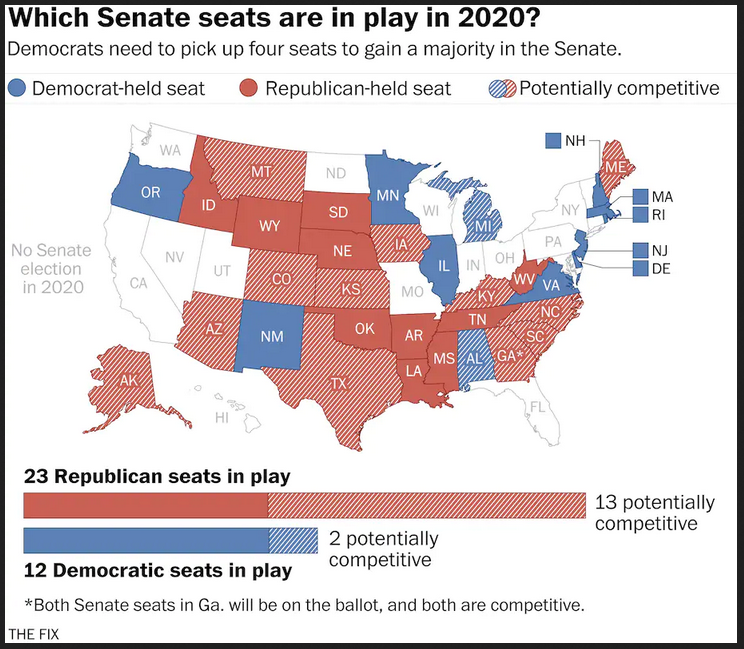 Which Senate seats are in play in 2020?
Democrats need to pick up four seats to gain a majority in the Senate.
Democrat-held seat
Republican-held seat
Potentially competitive
WA
MT
ND
MN
NH
ME
OR
ID
SD
WI
MI
NY
MA
RI
WY
No Senate
election
in 2020
NV
UT
CA
NE
IA
IL
IN
OH
PA
NJ
DE
CO
KS
MO
KY
WV
VA
AZ
NM
OK
AR
TN
NC
SC
MS
AL
GA*
LA
TX
AK
HI
FL
23 Republican seats in play
13 potentially
competitive
2 potentially
competitive
12 Democratic seats in play
*Both Senate seats in Ga. will be on the ballot, and both are competitive.
THE FIX